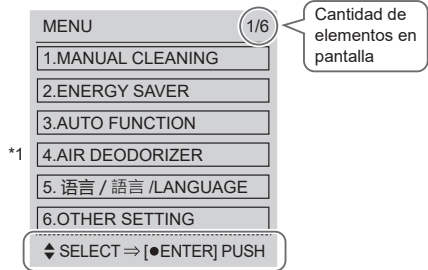 MENU 1/6
Cantidad de
elementos en
pantalla
1.MANUAL CLEANING
2.ENERGY SAVER
3.AUTO FUNCTION
*1 4.AIR DEODORIZER
5. 语言 / 語言 /LANGUAGE
6.OTHER SETTING
♦ SELECT ⇒ [●ENTER] PUSH